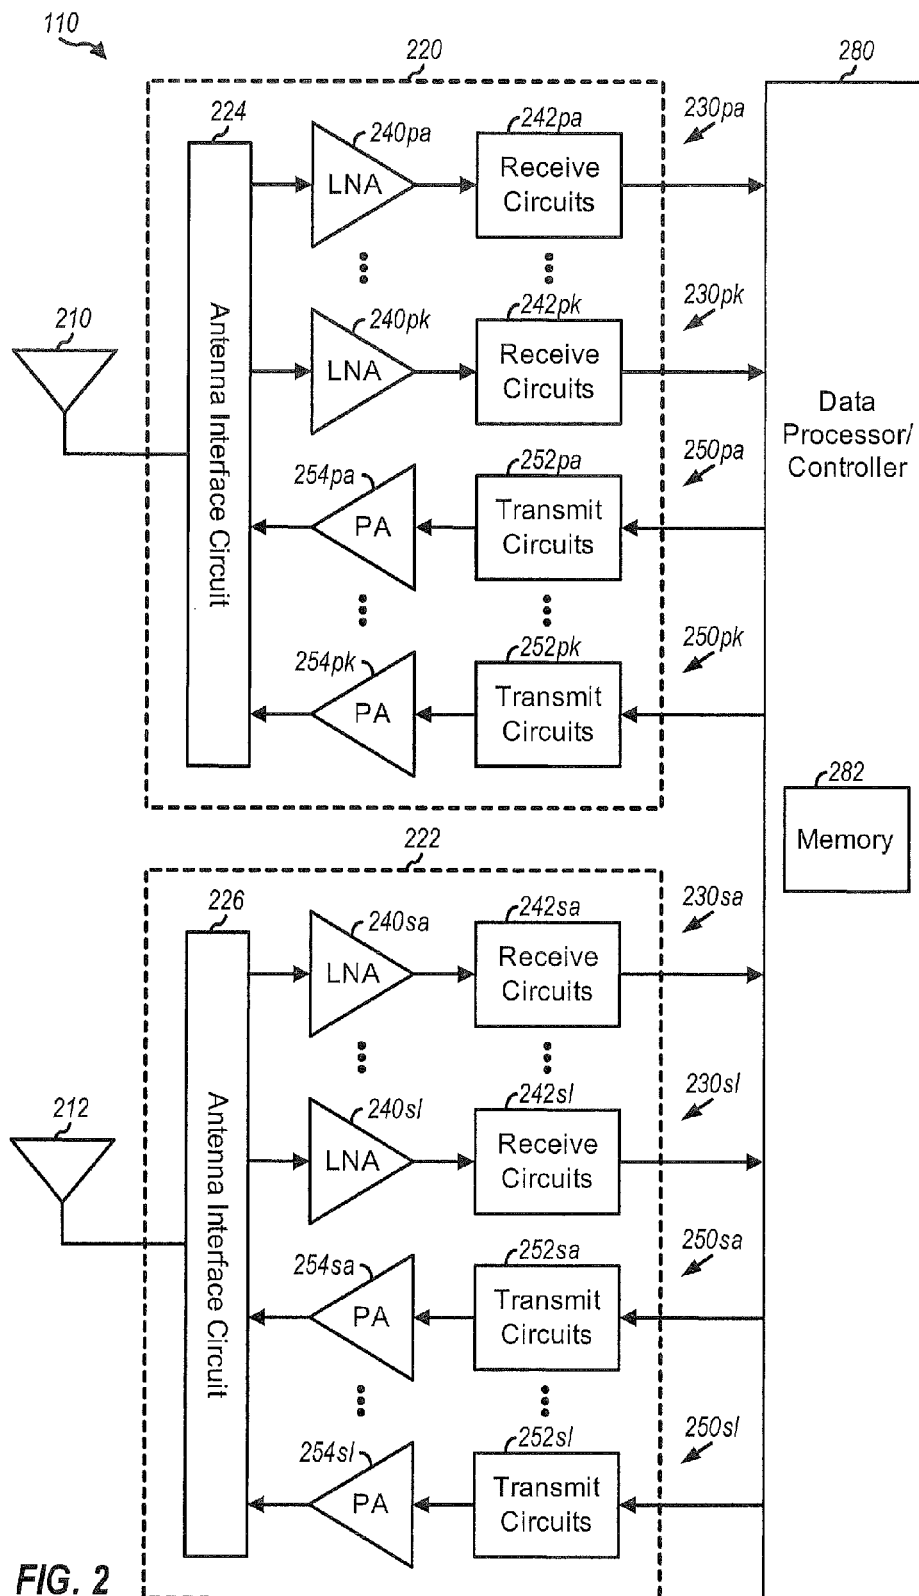 110
220
280
224
240pa
242pa
230pa
LNA
Receive
Circuits
240pk
242pk
230pk
210
LNA
Receive
Circuits
Antenna Interface Circuit
Data
Processor/
Controller
254pa
252pa
250pa
PA
Transmit
Circuits
254pk
252pk
250pk
PA
Transmit
Circuits
282
Memory
222
226
240sa
242sa
230sa
LNA
Receive
Circuits
240sl
242sl
230sl
212
LNA
Receive
Circuits
Antenna Interface Circuit
254sa
252sa
250sa
PA
Transmit
Circuits
254sl
252sl
250sl
PA
Transmit
Circuits
FIG. 2